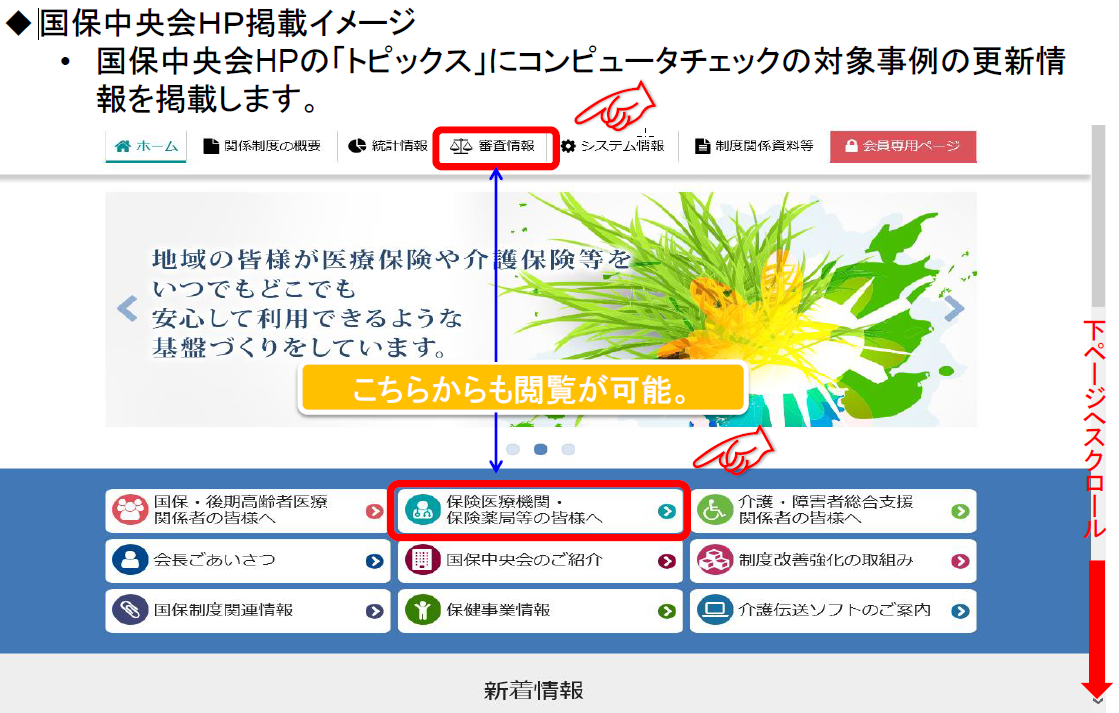 ◆国保中央会HP掲載イメージ
• 国保中央会HPの「トピックス」にコンピュータチェックの対象事例の更新情
報を掲載します。
ホーム
関係制度の概要
統計情報
審査情報
システム情報
制度関係資料等
会員専用ページ
地域の皆様が医療保険や介護保険等を
いつでもどこでも
安心して利用できるような
基盤づくりをしています。
こちらからも閲覧が可能。
下ページへスクロール
国保・後期高齢者医療
関係者の皆様へ
保険医療機関・
保険薬局等の皆様へ
介護・障害者総合支援
関係者の皆様へ
会長ごあいさつ
国保中央会のご紹介
制度改善強化の取組み
国保制度関連情報
保健事業情報
介護伝送ソフトのご案内
新着情報